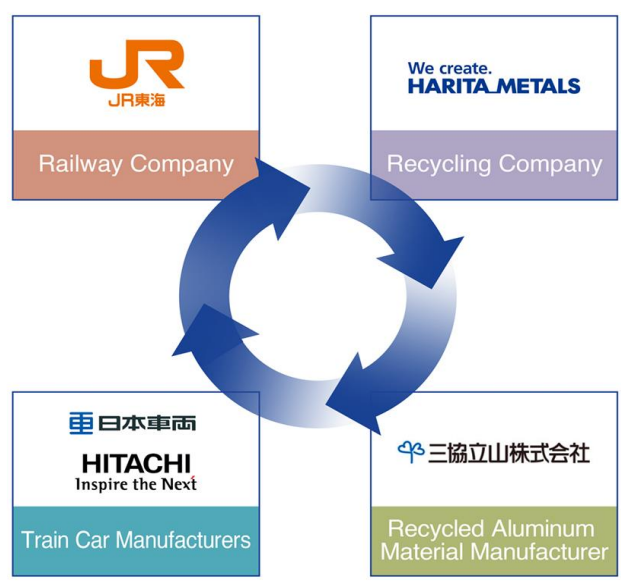 JR
JR東海
Railway Company
We create.
HARITA METALS
Recycling Company
日本車両
HITACHI
Inspire the Next
Train Car Manufacturers
三協立山株式会社
Recycled Aluminum
Material Manufacturer